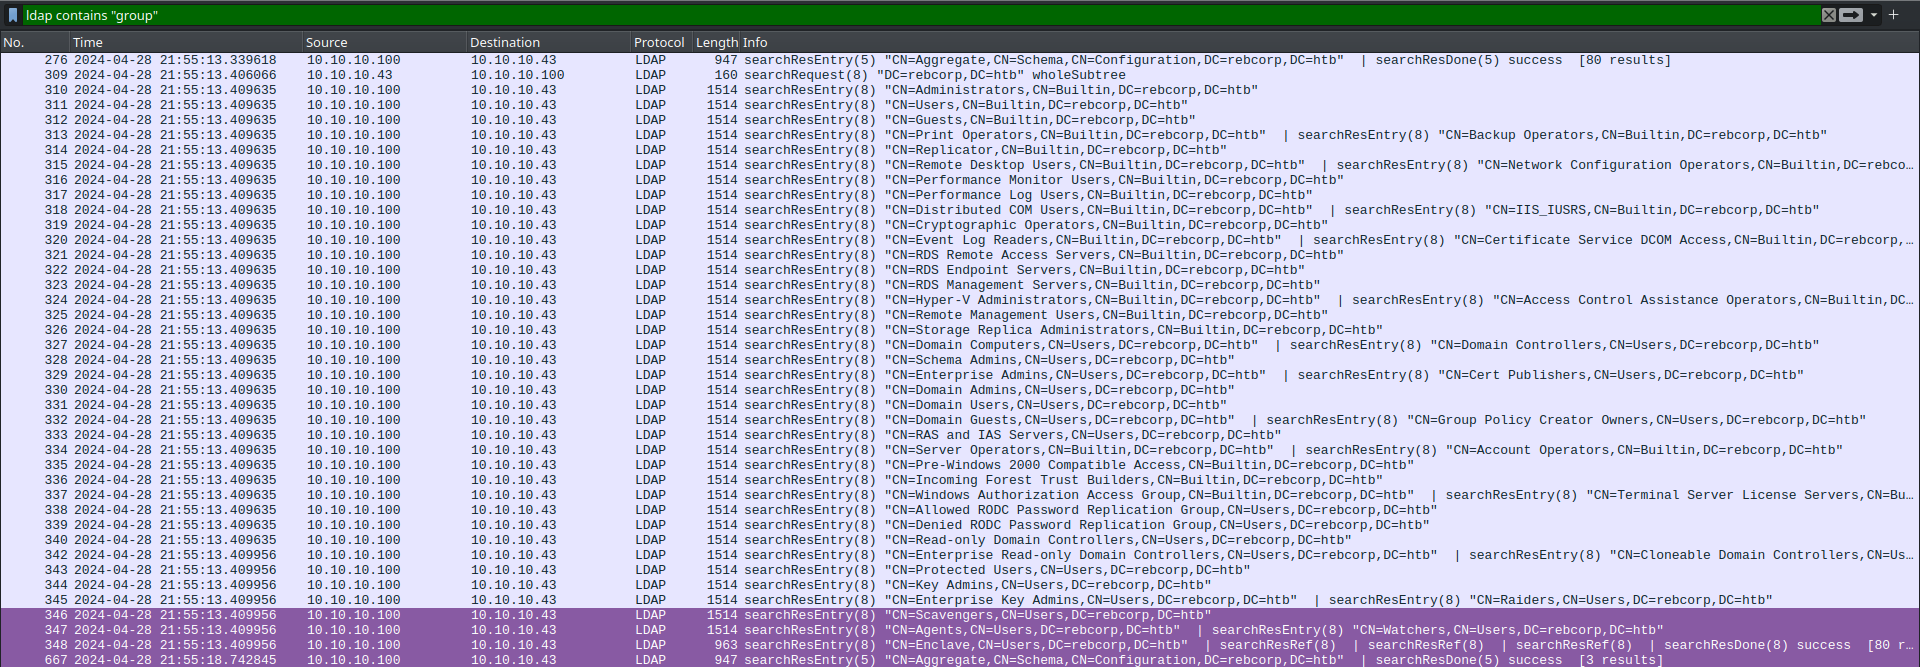 ldap contains "group"
No. Time Source Destination Protocol Length Info
276 2024-04-28 21:55:13.339618 10.10.10.100 10.10.10.43 LDAP 947 searchResEntry(5) "CN=Aggregate,CN=Schema,CN=Configuration,DC=rebcorp,DC=htb" | searchResDone(5) success [80 results]
309 2024-04-28 21:55:13.406066 10.10.10.43 10.10.10.100 LDAP 160 searchRequest(8) "DC=rebcorp,DC=htb" wholeSubtree
310 2024-04-28 21:55:13.409635 10.10.10.100 10.10.10.43 LDAP 1514 searchResEntry(8) "CN=Administrators,CN=Builtin,DC=rebcorp,DC=htb"
311 2024-04-28 21:55:13.409635 10.10.10.100 10.10.10.43 LDAP 1514 searchResEntry(8) "CN=Users,CN=Builtin,DC=rebcorp,DC=htb"
312 2024-04-28 21:55:13.409635 10.10.10.100 10.10.10.43 LDAP 1514 searchResEntry(8) "CN=Guests,CN=Builtin,DC=rebcorp,DC=htb"
313 2024-04-28 21:55:13.409635 10.10.10.100 10.10.10.43 LDAP 1514 searchResEntry(8) "CN=Print Operators,CN=Builtin,DC=rebcorp,DC=htb" | searchResEntry(8) "CN=Backup Operators,CN=Builtin,DC=rebcorp,DC=htb"
314 2024-04-28 21:55:13.409635 10.10.10.100 10.10.10.43 LDAP 1514 searchResEntry(8) "CN=Replicator,CN=Builtin,DC=rebcorp,DC=htb"
315 2024-04-28 21:55:13.409635 10.10.10.100 10.10.10.43 LDAP 1514 searchResEntry(8) "CN=Remote Desktop Users,CN=Builtin,DC=rebcorp,DC=htb" | searchResEntry(8) "CN=Network Configuration Operators,CN=Builtin,DC=rebco…
316 2024-04-28 21:55:13.409635 10.10.10.100 10.10.10.43 LDAP 1514 searchResEntry(8) "CN=Performance Monitor Users,CN=Builtin,DC=rebcorp,DC=htb"
317 2024-04-28 21:55:13.409635 10.10.10.100 10.10.10.43 LDAP 1514 searchResEntry(8) "CN=Performance Log Users,CN=Builtin,DC=rebcorp,DC=htb"
318 2024-04-28 21:55:13.409635 10.10.10.100 10.10.10.43 LDAP 1514 searchResEntry(8) "CN=Distributed COM Users,CN=Builtin,DC=rebcorp,DC=htb" | searchResEntry(8) "CN=IIS_IUSRS,CN=Builtin,DC=rebcorp,DC=htb"
319 2024-04-28 21:55:13.409635 10.10.10.100 10.10.10.43 LDAP 1514 searchResEntry(8) "CN=Cryptographic Operators,CN=Builtin,DC=rebcorp,DC=htb"
320 2024-04-28 21:55:13.409635 10.10.10.100 10.10.10.43 LDAP 1514 searchResEntry(8) "CN=Event Log Readers,CN=Builtin,DC=rebcorp,DC=htb" | searchResEntry(8) "CN=Certificate Service DCOM Access,CN=Builtin,DC=rebcorp,…
321 2024-04-28 21:55:13.409635 10.10.10.100 10.10.10.43 LDAP 1514 searchResEntry(8) "CN=RDS Remote Access Servers,CN=Builtin,DC=rebcorp,DC=htb"
322 2024-04-28 21:55:13.409635 10.10.10.100 10.10.10.43 LDAP 1514 searchResEntry(8) "CN=RDS Endpoint Servers,CN=Builtin,DC=rebcorp,DC=htb"
323 2024-04-28 21:55:13.409635 10.10.10.100 10.10.10.43 LDAP 1514 searchResEntry(8) "CN=RDS Management Servers,CN=Builtin,DC=rebcorp,DC=htb"
324 2024-04-28 21:55:13.409635 10.10.10.100 10.10.10.43 LDAP 1514 searchResEntry(8) "CN=Hyper-V Administrators,CN=Builtin,DC=rebcorp,DC=htb" | searchResEntry(8) "CN=Access Control Assistance Operators,CN=Builtin,DC…
325 2024-04-28 21:55:13.409635 10.10.10.100 10.10.10.43 LDAP 1514 searchResEntry(8) "CN=Remote Management Users,CN=Builtin,DC=rebcorp,DC=htb"
326 2024-04-28 21:55:13.409635 10.10.10.100 10.10.10.43 LDAP 1514 searchResEntry(8) "CN=Storage Replica Administrators,CN=Builtin,DC=rebcorp,DC=htb"
327 2024-04-28 21:55:13.409635 10.10.10.100 10.10.10.43 LDAP 1514 searchResEntry(8) "CN=Domain Computers,CN=Users,DC=rebcorp,DC=htb" | searchResEntry(8) "CN=Domain Controllers,CN=Users,DC=rebcorp,DC=htb"
328 2024-04-28 21:55:13.409635 10.10.10.100 10.10.10.43 LDAP 1514 searchResEntry(8) "CN=Schema Admins,CN=Users,DC=rebcorp,DC=htb"
329 2024-04-28 21:55:13.409635 10.10.10.100 10.10.10.43 LDAP 1514 searchResEntry(8) "CN=Enterprise Admins,CN=Users,DC=rebcorp,DC=htb" | searchResEntry(8) "CN=Cert Publishers,CN=Users,DC=rebcorp,DC=htb"
330 2024-04-28 21:55:13.409635 10.10.10.100 10.10.10.43 LDAP 1514 searchResEntry(8) "CN=Domain Admins,CN=Users,DC=rebcorp,DC=htb"
331 2024-04-28 21:55:13.409635 10.10.10.100 10.10.10.43 LDAP 1514 searchResEntry(8) "CN=Domain Users,CN=Users,DC=rebcorp,DC=htb"
332 2024-04-28 21:55:13.409635 10.10.10.100 10.10.10.43 LDAP 1514 searchResEntry(8) "CN=Domain Guests,CN=Users,DC=rebcorp,DC=htb" | searchResEntry(8) "CN=Group Policy Creator Owners,CN=Users,DC=rebcorp,DC=htb"
333 2024-04-28 21:55:13.409635 10.10.10.100 10.10.10.43 LDAP 1514 searchResEntry(8) "CN=RAS and IAS Servers,CN=Users,DC=rebcorp,DC=htb"
334 2024-04-28 21:55:13.409635 10.10.10.100 10.10.10.43 LDAP 1514 searchResEntry(8) "CN=Server Operators,CN=Builtin,DC=rebcorp,DC=htb" | searchResEntry(8) "CN=Account Operators,CN=Builtin,DC=rebcorp,DC=htb"
335 2024-04-28 21:55:13.409635 10.10.10.100 10.10.10.43 LDAP 1514 searchResEntry(8) "CN=Pre-Windows 2000 Compatible Access,CN=Builtin,DC=rebcorp,DC=htb"
336 2024-04-28 21:55:13.409635 10.10.10.100 10.10.10.43 LDAP 1514 searchResEntry(8) "CN=Incoming Forest Trust Builders,CN=Builtin,DC=rebcorp,DC=htb"
337 2024-04-28 21:55:13.409635 10.10.10.100 10.10.10.43 LDAP 1514 searchResEntry(8) "CN=Windows Authorization Access Group,CN=Builtin,DC=rebcorp,DC=htb" | searchResEntry(8) "CN=Terminal Server License Servers,CN=Bu…
338 2024-04-28 21:55:13.409635 10.10.10.100 10.10.10.43 LDAP 1514 searchResEntry(8) "CN=Allowed RODC Password Replication Group,CN=Users,DC=rebcorp,DC=htb"
339 2024-04-28 21:55:13.409635 10.10.10.100 10.10.10.43 LDAP 1514 searchResEntry(8) "CN=Denied RODC Password Replication Group,CN=Users,DC=rebcorp,DC=htb"
340 2024-04-28 21:55:13.409635 10.10.10.100 10.10.10.43 LDAP 1514 searchResEntry(8) "CN=Read-only Domain Controllers,CN=Users,DC=rebcorp,DC=htb"
342 2024-04-28 21:55:13.409956 10.10.10.100 10.10.10.43 LDAP 1514 searchResEntry(8) "CN=Enterprise Read-only Domain Controllers,CN=Users,DC=rebcorp,DC=htb" | searchResEntry(8) "CN=Cloneable Domain Controllers,CN=Us…
343 2024-04-28 21:55:13.409956 10.10.10.100 10.10.10.43 LDAP 1514 searchResEntry(8) "CN=Protected Users,CN=Users,DC=rebcorp,DC=htb"
344 2024-04-28 21:55:13.409956 10.10.10.100 10.10.10.43 LDAP 1514 searchResEntry(8) "CN=Key Admins,CN=Users,DC=rebcorp,DC=htb"
345 2024-04-28 21:55:13.409956 10.10.10.100 10.10.10.43 LDAP 1514 searchResEntry(8) "CN=Enterprise Key Admins,CN=Users,DC=rebcorp,DC=htb" | searchResEntry(8) "CN=Raiders,CN=Users,DC=rebcorp,DC=htb"
346 2024-04-28 21:55:13.409956 10.10.10.100 10.10.10.43 LDAP 1514 searchResEntry(8) "CN=Scavengers,CN=Users,DC=rebcorp,DC=htb"
347 2024-04-28 21:55:13.409956 10.10.10.100 10.10.10.43 LDAP 1514 searchResEntry(8) "CN=Agents,CN=Users,DC=rebcorp,DC=htb" | searchResEntry(8) "CN=Watchers,CN=Users,DC=rebcorp,DC=htb"
348 2024-04-28 21:55:13.409956 10.10.10.100 10.10.10.43 LDAP 963 searchResEntry(8) "CN=Enclave,CN=Users,DC=rebcorp,DC=htb" | searchResRef(8) | searchResRef(8) | searchResRef(8) | searchResDone(8) success [80 r…
667 2024-04-28 21:55:18.742845 10.10.10.100 10.10.10.43 LDAP 947 searchResEntry(5) "CN=Aggregate,CN=Schema,CN=Configuration,DC=rebcorp,DC=htb" | searchResDone(5) success [3 results]